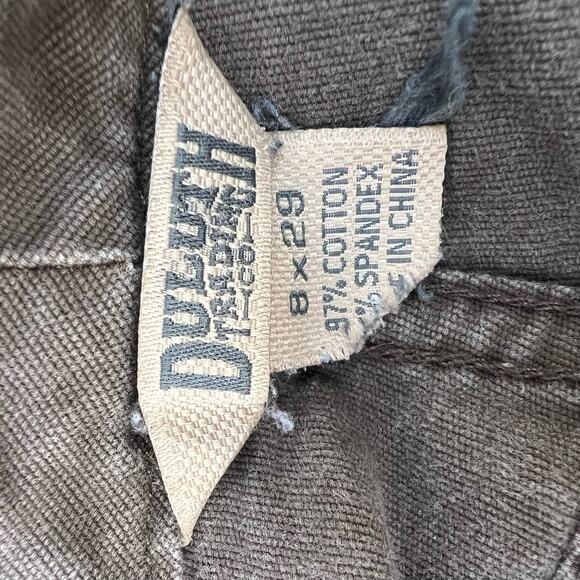 DULUTH
TRADING
— CO —
8 X 29
97% COTTON
% SPANDEX
E IN CHINA